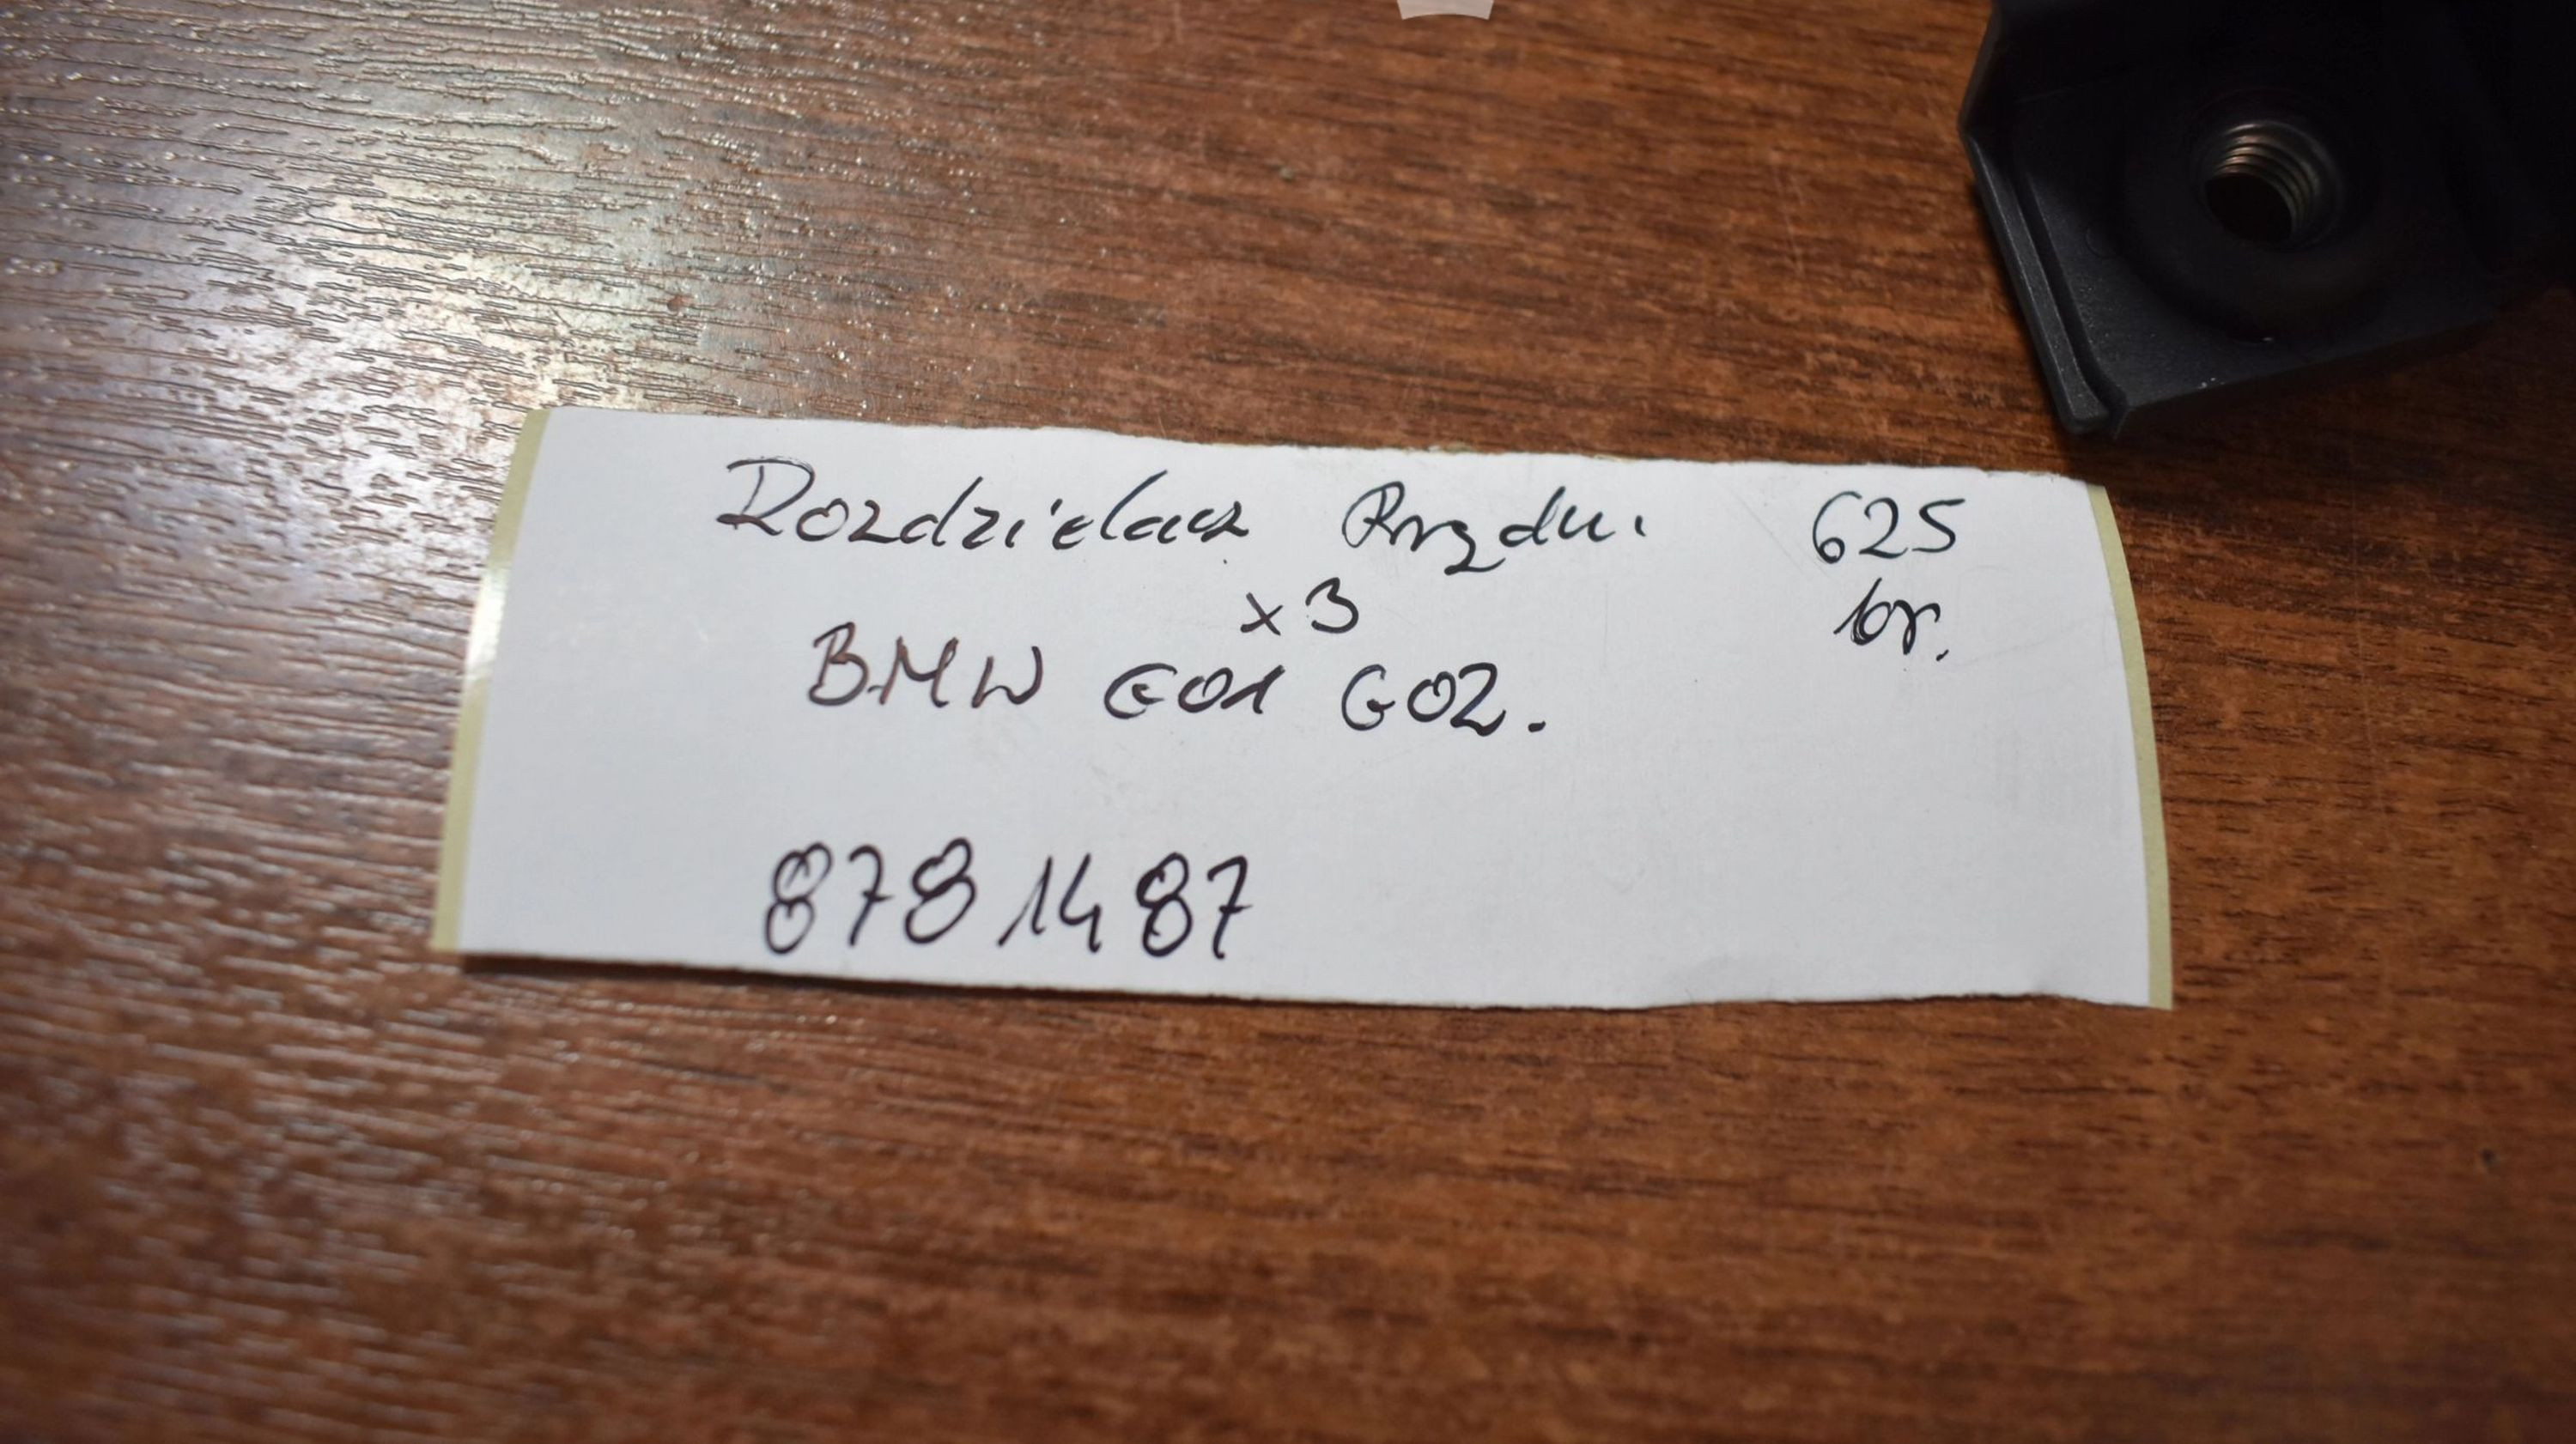 Rozdzielacz Prądu. 625
x3 br.
BMW G01 G02.
8781487